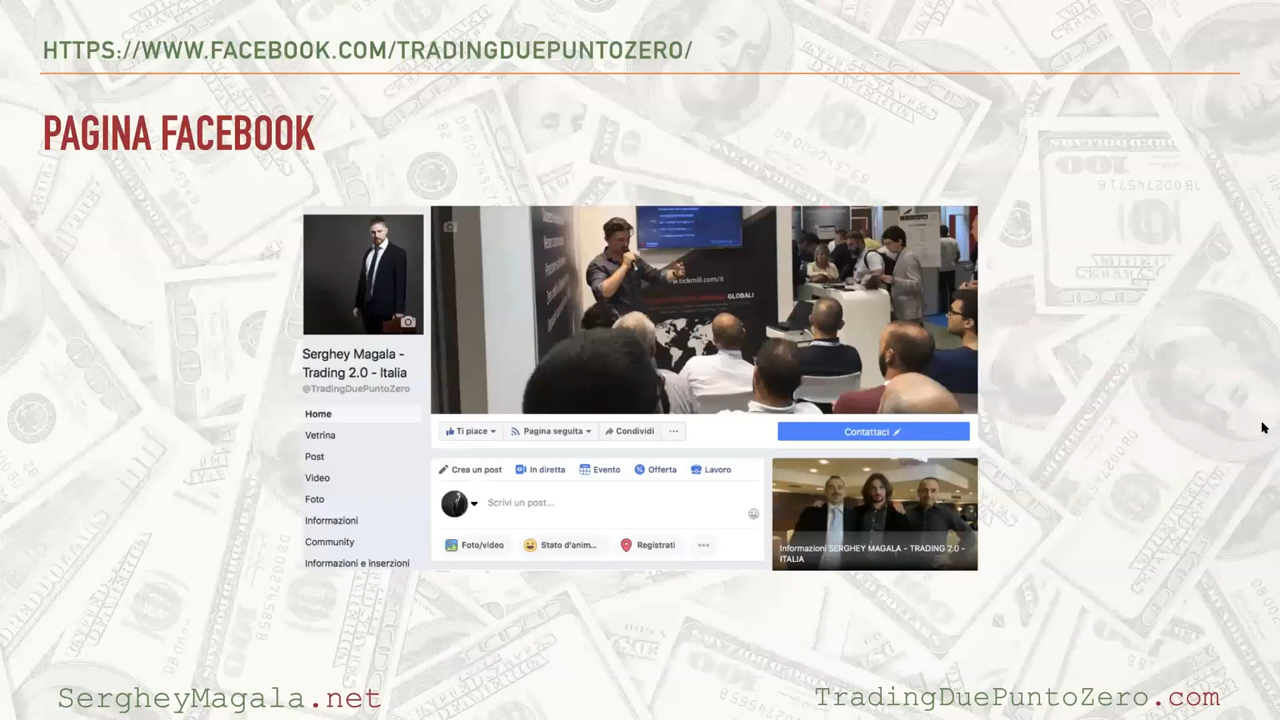 HTTPS://WWW.FACEBOOK.COM/TRADINGDUEPUNTOZERO/
PAGINA FACEBOOK
w.tickmill.com/it
GLOBALI
Serghey Magala -
Trading 2.0 - Italia
@TradingDuePuntoZero
Home
Vetrina
Post
Video
Foto
Informazioni
Community
Informazioni e inserzioni
Ti piace
Pagina seguita
Condividi
···
Contattaci
Crea un post
In diretta
Evento
Offerta
Lavoro
Scrivi un post...
Foto/video
Stato d'anim...
Registrati
···
Informazioni SERGHEY MAGALA - TRADING 2.0 -
ITALIA
SergheyMagala.net
TradingDuePuntoZero.com